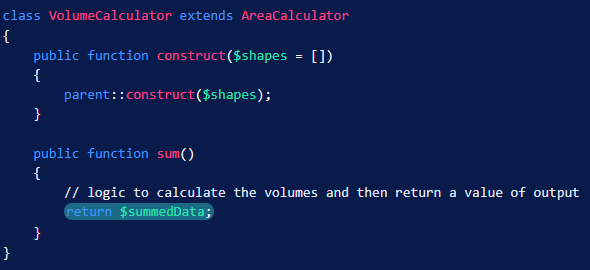 class VolumeCalculator extends AreaCalculator
{
    public function construct($shapes = [])
    {
        parent::construct($shapes);
    }

    public function sum()
    {
        // logic to calculate the volumes and then return a value of output
        return $summedData;
    }
}